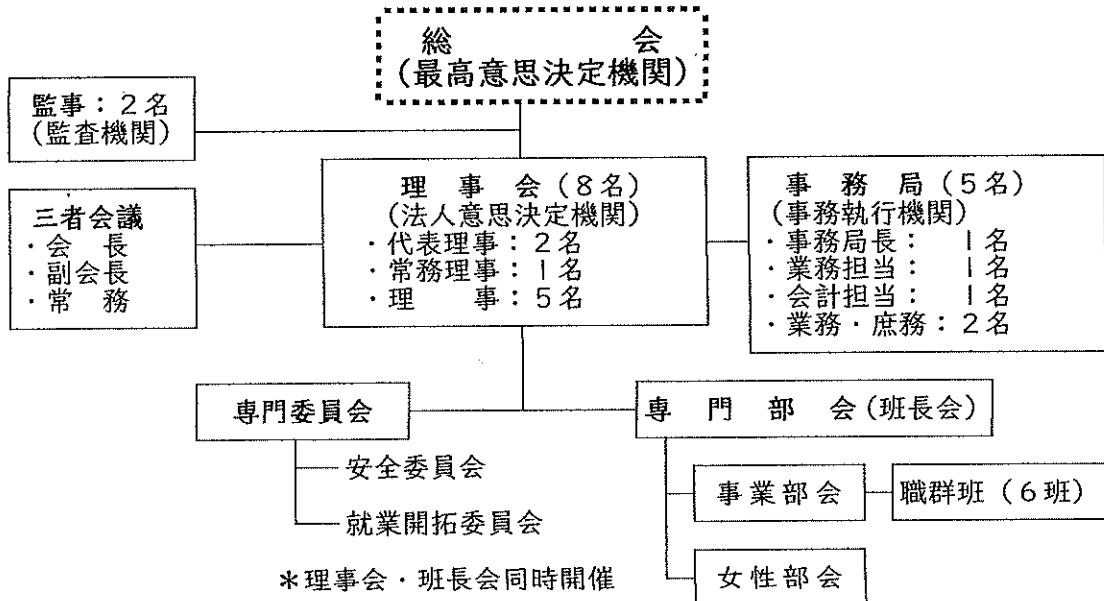 総　　　会
(最高意思決定機関)
監事：２名
(監査機関)
三者会議
・会　長
・副会長
・常　務
理　事　会（８名）
(法人意思決定機関)
・代表理事：２名
・常務理事：１名
・理　　事：５名
事　務　局（５名）
(事務執行機関)
・事務局長：　１名
・業務担当：　１名
・会計担当：　１名
・業務・庶務：２名
専門委員会
安全委員会
就業開拓委員会
専　門　部　会（班長会）
事業部会
職群班（６班）
女性部会
＊理事会・班長会同時開催